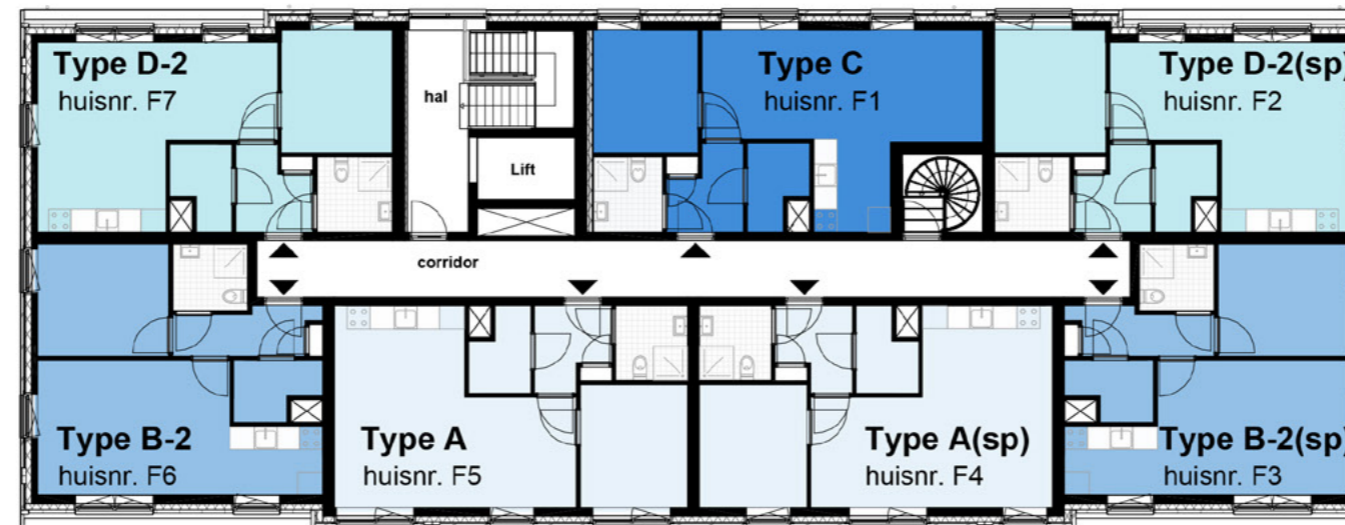 Type D-2
huisnr. F7
hal
Lift
Type C
huisnr. F1
Type D-2(sp)
huisnr. F2
corridor
Type B-2
huisnr. F6
Type A
huisnr. F5
Type A(sp)
huisnr. F4
Type B-2(sp)
huisnr. F3